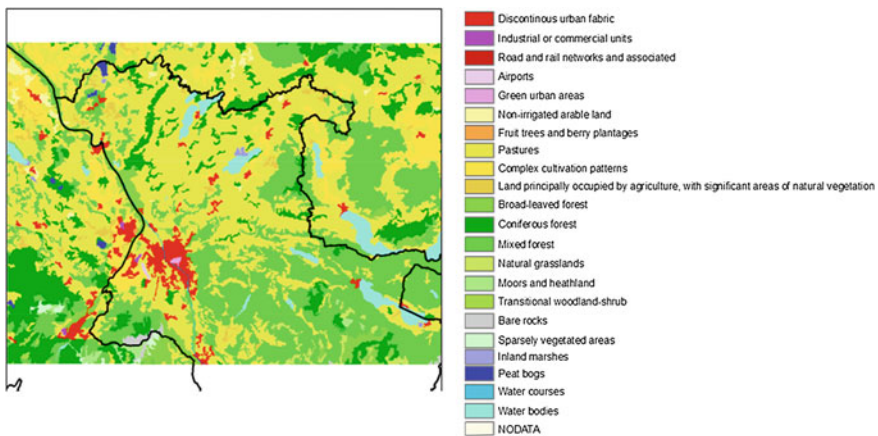 Discontinous urban fabric
Industrial or commercial units
Road and rail networks and associated
Airports
Green urban areas
Non-irrigated arable land
Fruit trees and berry plantages
Pastures
Complex cultivation patterns
Land principally occupied by agriculture, with significant areas of natural vegetation
Broad-leaved forest
Coniferous forest
Mixed forest
Natural grasslands
Moors and heathland
Transitional woodland-shrub
Bare rocks
Sparsely vegetated areas
Inland marshes
Peat bogs
Water courses
Water bodies
NODATA